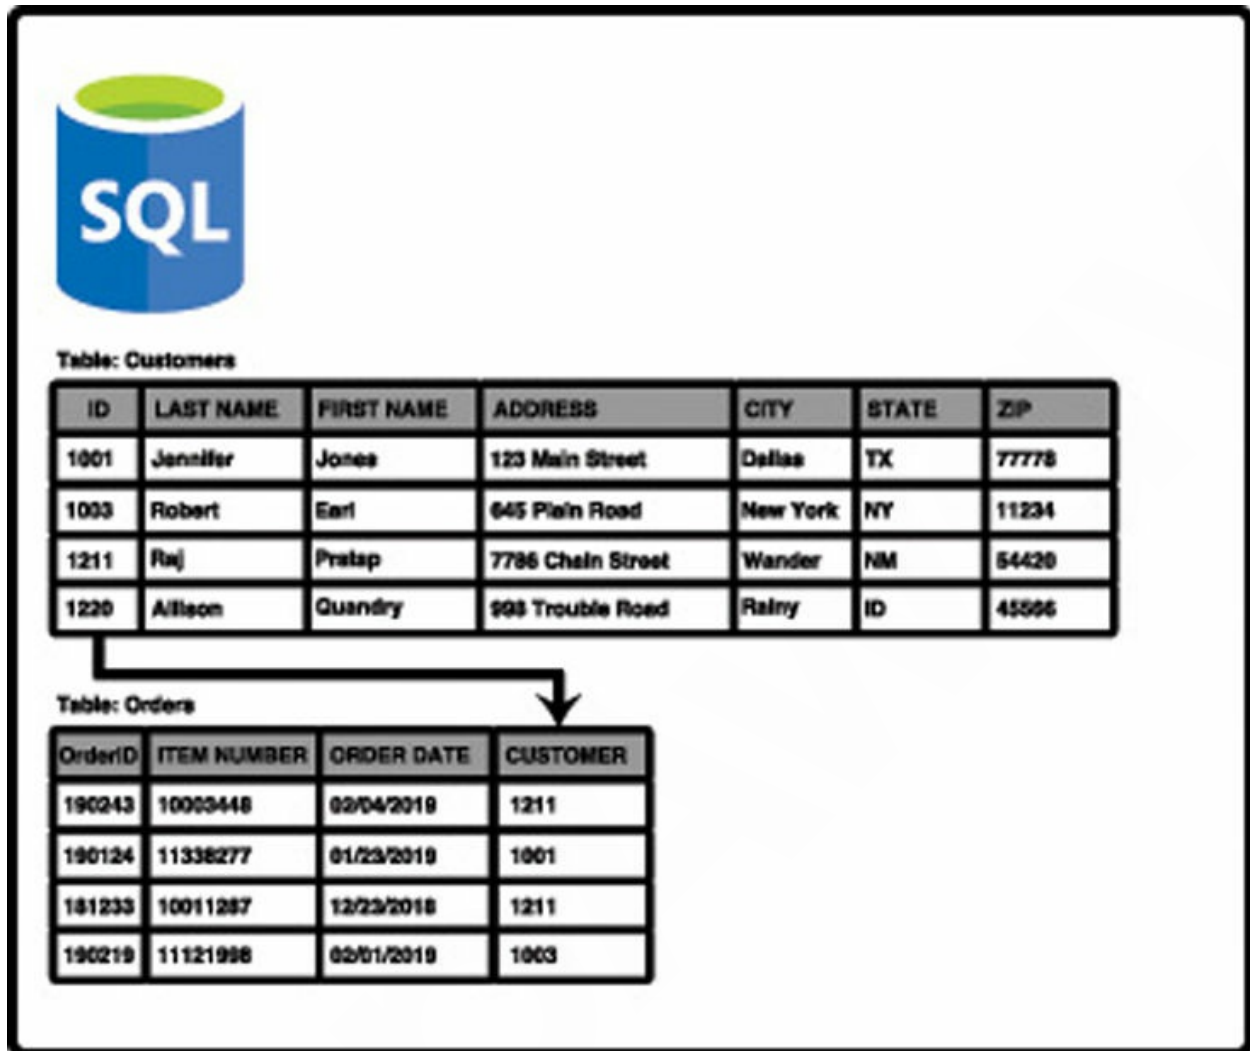 SQL
Table: Customers
ID LAST NAME FIRST NAME ADDRESS CITY STATE ZIP
1001 Jennifer Jones 123 Main Street Dallas TX 77778
1003 Robert Earl 645 Plain Road New York NY 11234
1211 Raj Pratap 7786 Chain Street Wander NM 54420
1220 Allison Quandry 998 Trouble Road Rainy ID 45566
Table: Orders
OrderID ITEM NUMBER ORDER DATE CUSTOMER
190243 10003448 02/04/2019 1211
190124 11338277 01/23/2019 1001
181233 10011287 12/23/2018 1211
190219 11121998 02/01/2019 1003